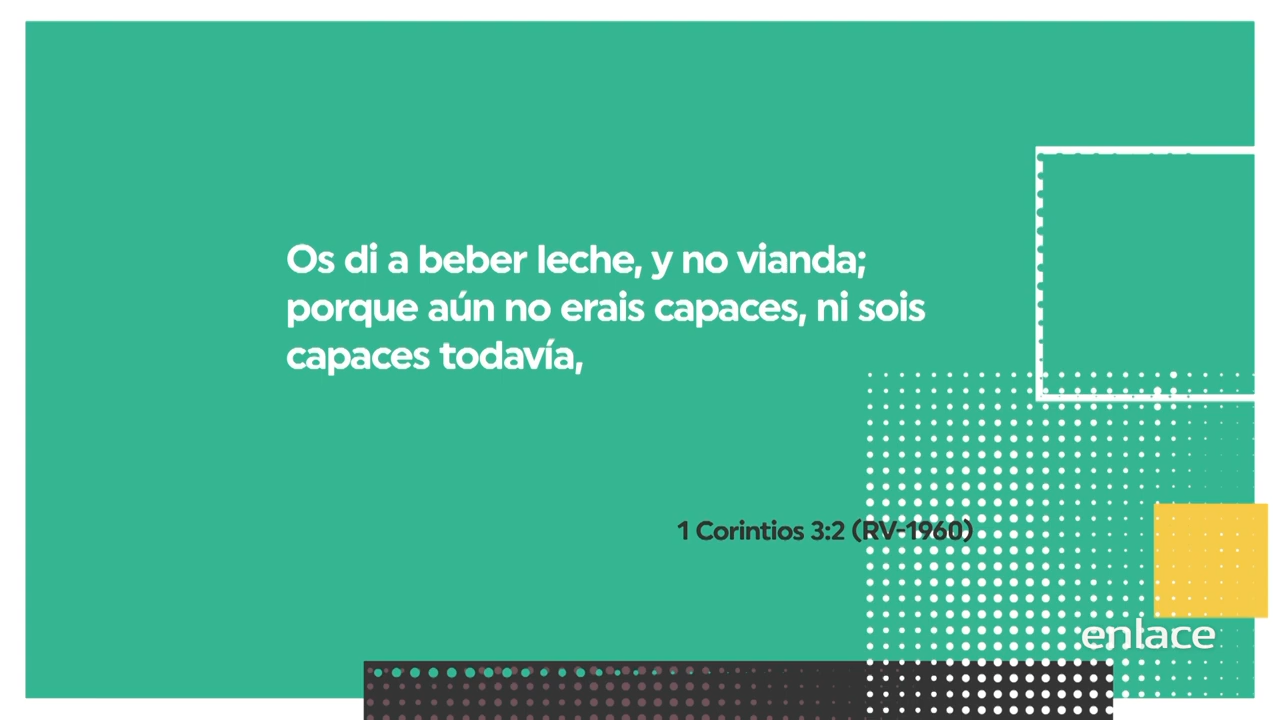 Os di a beber leche, y no vianda;
porque aún no erais capaces, ni sois
capaces todavía,
1 Corintios 3:2 (RV-1960)
enlace